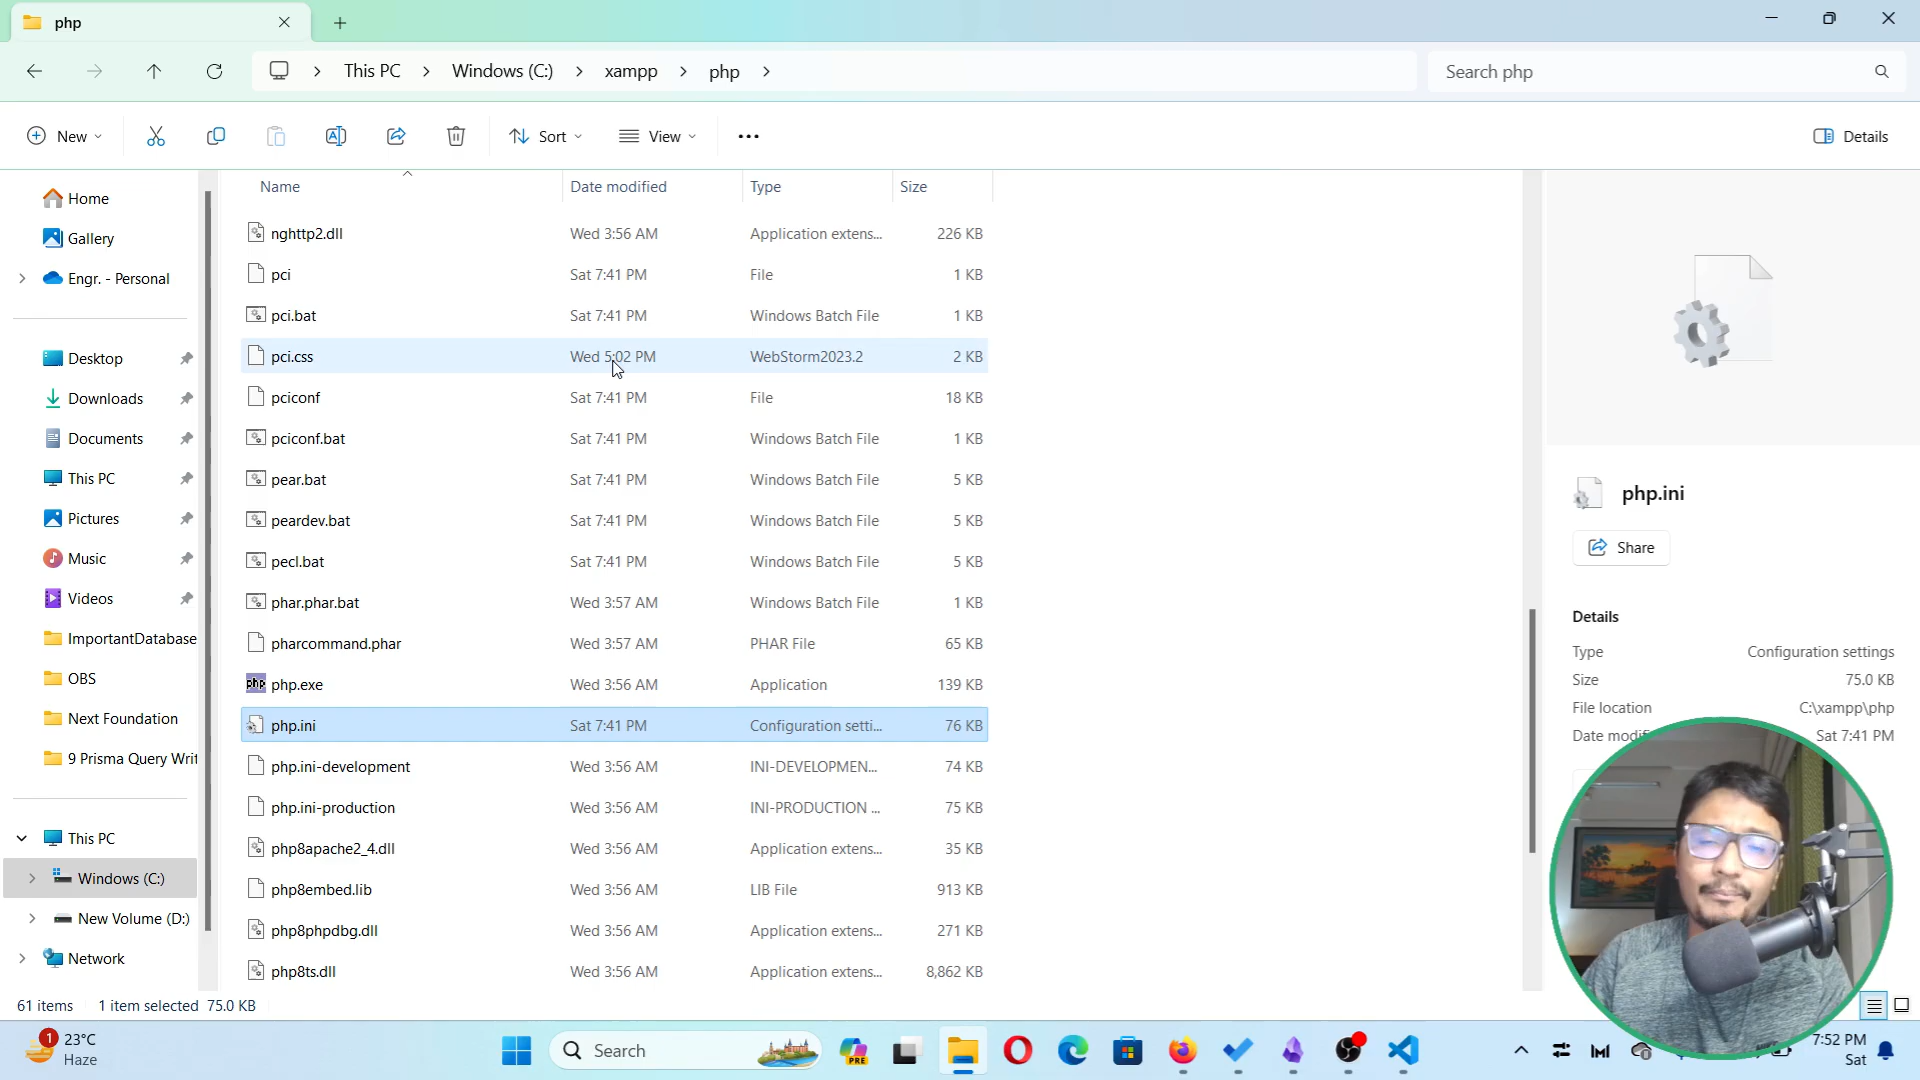 php
This PC
Windows (C:)
xampp
php
Search php
New
Sort
View
Details
Home
Gallery
Engr. - Personal
Desktop
Downloads
Documents
This PC
Pictures
Music
Videos
ImportantDatabase
OBS
Next Foundation
9 Prisma Query Writ
This PC
Windows (C:)
New Volume (D:)
Network
Name Date modified Type Size
nghttp2.dll Wed 3:56 AM Application extens... 226 KB
pci Sat 7:41 PM File 1 KB
pci.bat Sat 7:41 PM Windows Batch File 1 KB
pci.css Wed 5:02 PM WebStorm2023.2 2 KB
pciconf Sat 7:41 PM File 18 KB
pciconf.bat Sat 7:41 PM Windows Batch File 1 KB
pear.bat Sat 7:41 PM Windows Batch File 5 KB
peardev.bat Sat 7:41 PM Windows Batch File 5 KB
pecl.bat Sat 7:41 PM Windows Batch File 5 KB
phar.phar.bat Wed 3:57 AM Windows Batch File 1 KB
pharcommand.phar Wed 3:57 AM PHAR File 65 KB
php php.exe Wed 3:56 AM Application 139 KB
php.ini Sat 7:41 PM Configuration setti... 76 KB
php.ini-development Wed 3:56 AM INI-DEVELOPMEN... 74 KB
php.ini-production Wed 3:56 AM INI-PRODUCTION ... 75 KB
php8apache2_4.dll Wed 3:56 AM Application extens... 35 KB
php8embed.lib Wed 3:56 AM LIB File 913 KB
php8phpdbg.dll Wed 3:56 AM Application extens... 271 KB
php8ts.dll Wed 3:56 AM Application extens... 8,862 KB
php.ini
Share
Details
Type Configuration settings
Size 75.0 KB
File location C:\xampp\php
Date modifi Sat 7:41 PM
61 items 1 item selected 75.0 KB
1
23°C
Haze
Search
PRE
7:52 PM
Sat